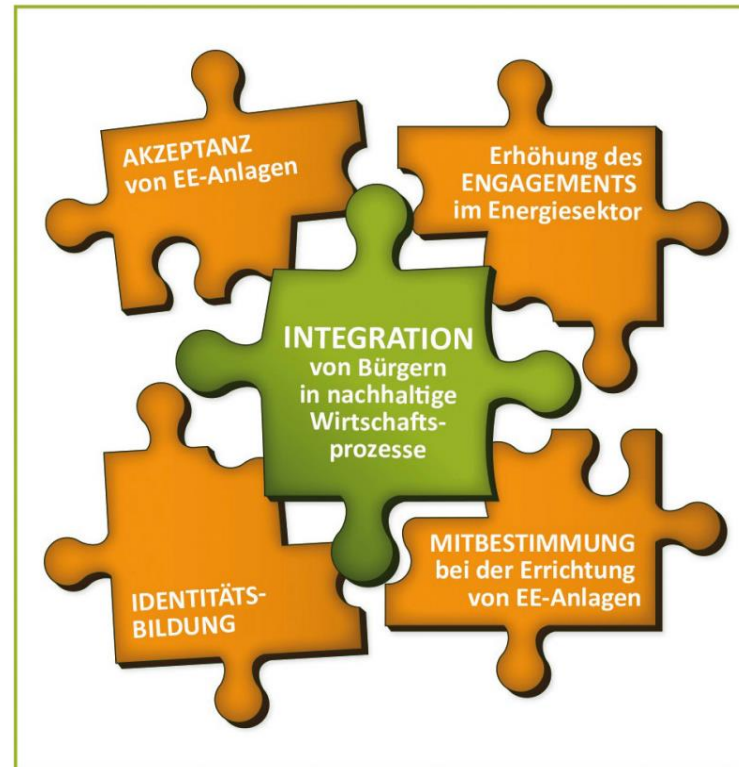 AKZEPTANZ
von EE-Anlagen
Erhöhung des
ENGAGEMENTS
im Energiesektor
INTEGRATION
von Bürgern
in nachhaltige
Wirtschafts-
prozesse
IDENTITÄTS-
BILDUNG
MITBESTIMMUNG
bei der Errichtung
von EE-Anlagen